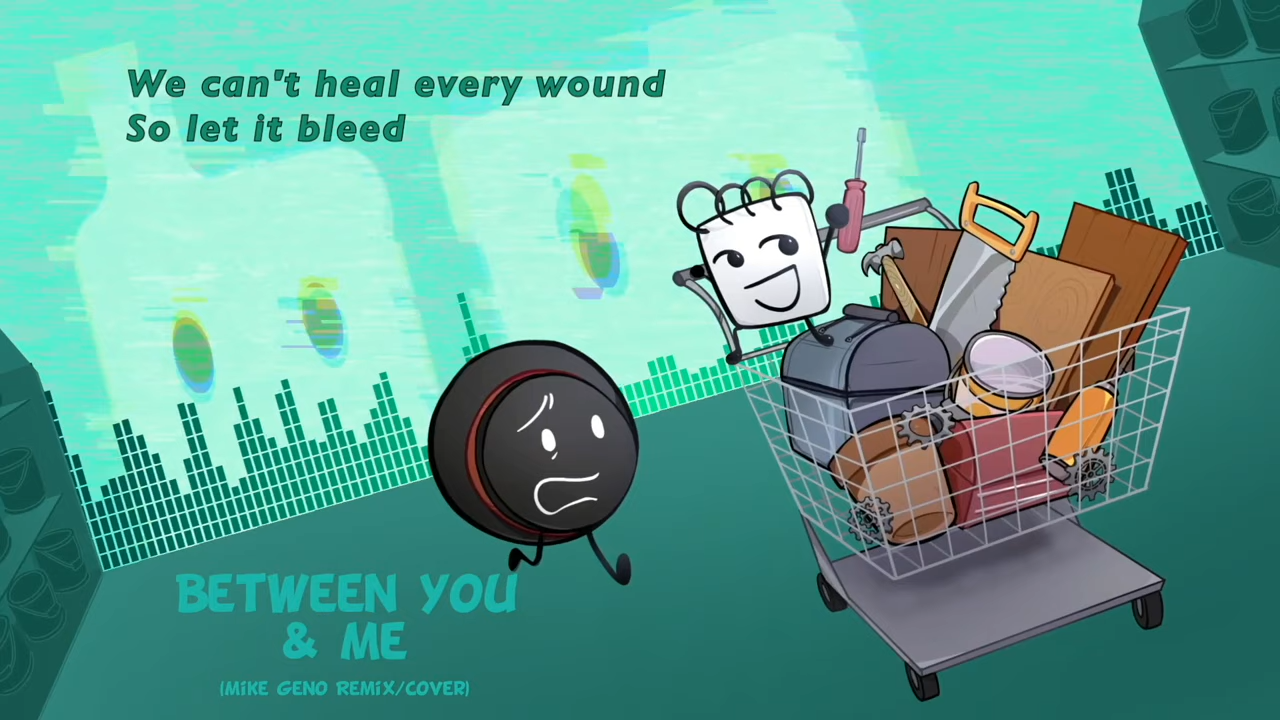 We can't heal every wound
So let it bleed
BETWEEN YOU
& ME
(MIKE GENO REMIX/COVER)